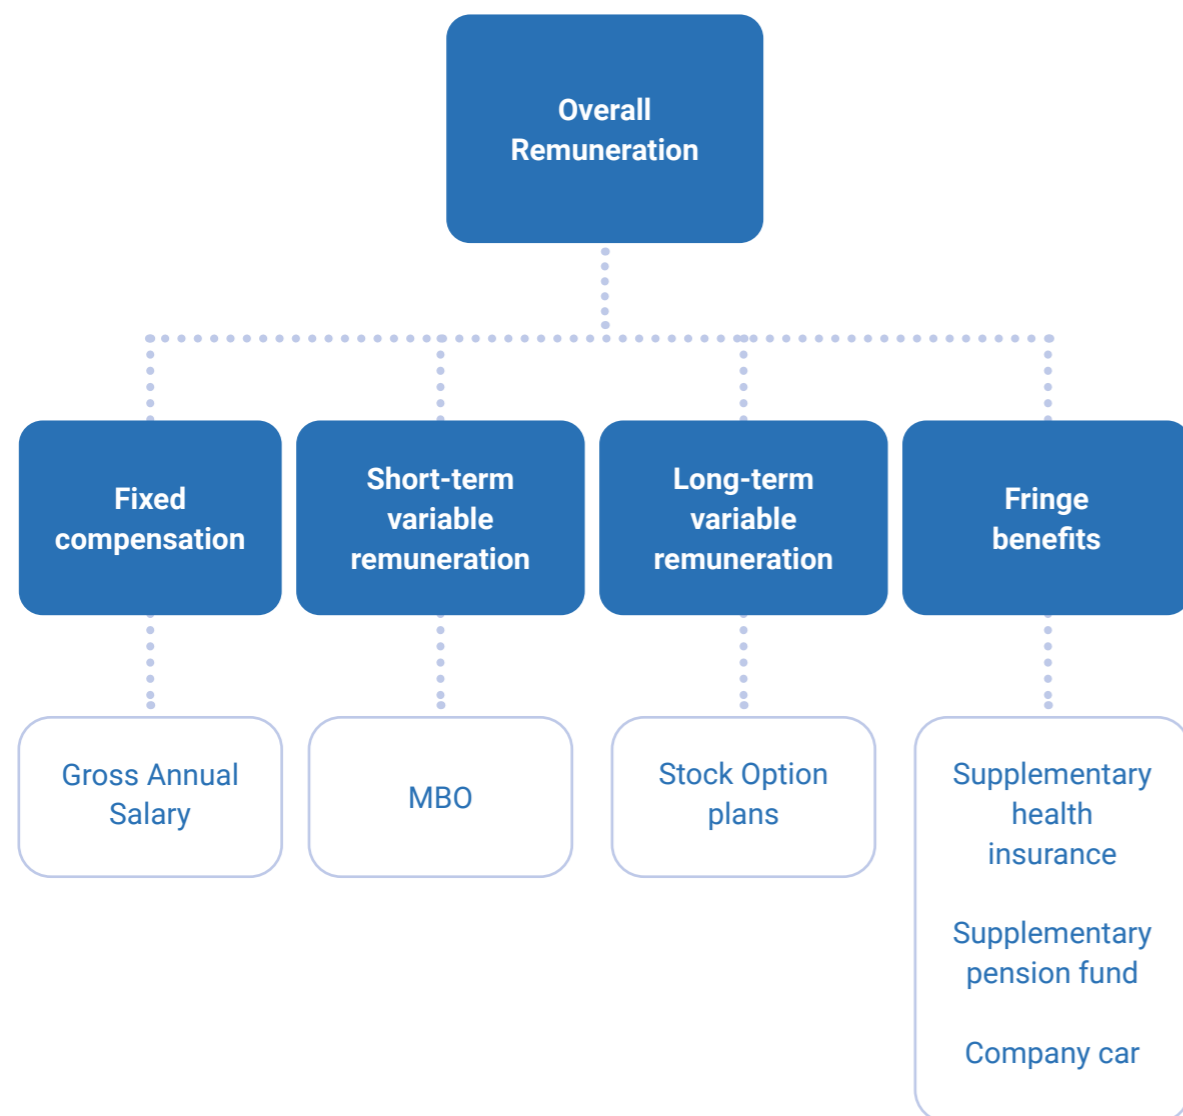 Overall
Remuneration
Fixed
compensation
Short-term
variable
remuneration
Long-term
variable
remuneration
Fringe
benefits
Gross Annual
Salary
MBO
Stock Option
plans
Supplementary
health
insurance
Supplementary
pension fund
Company car